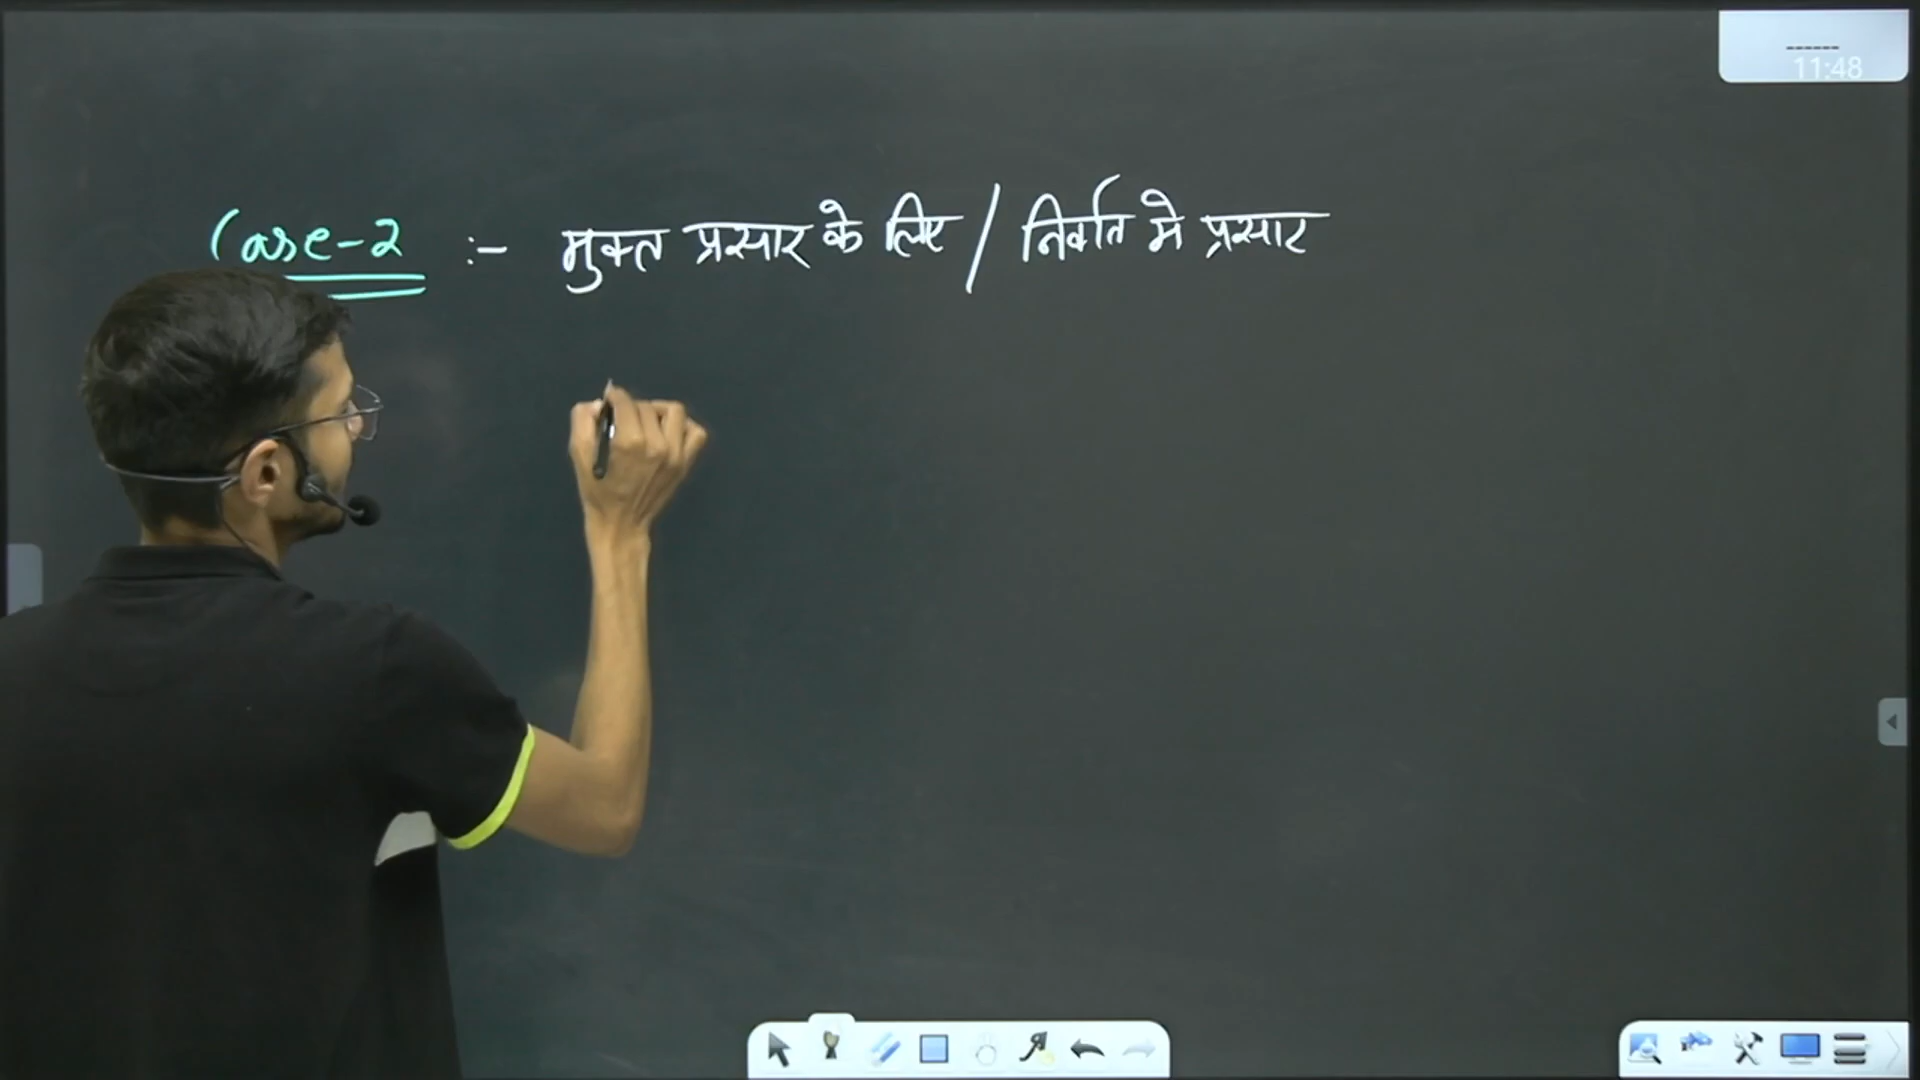 ------
11:48
Case-2 :- मुक्त प्रसार के लिए / निर्वात मे प्रसार